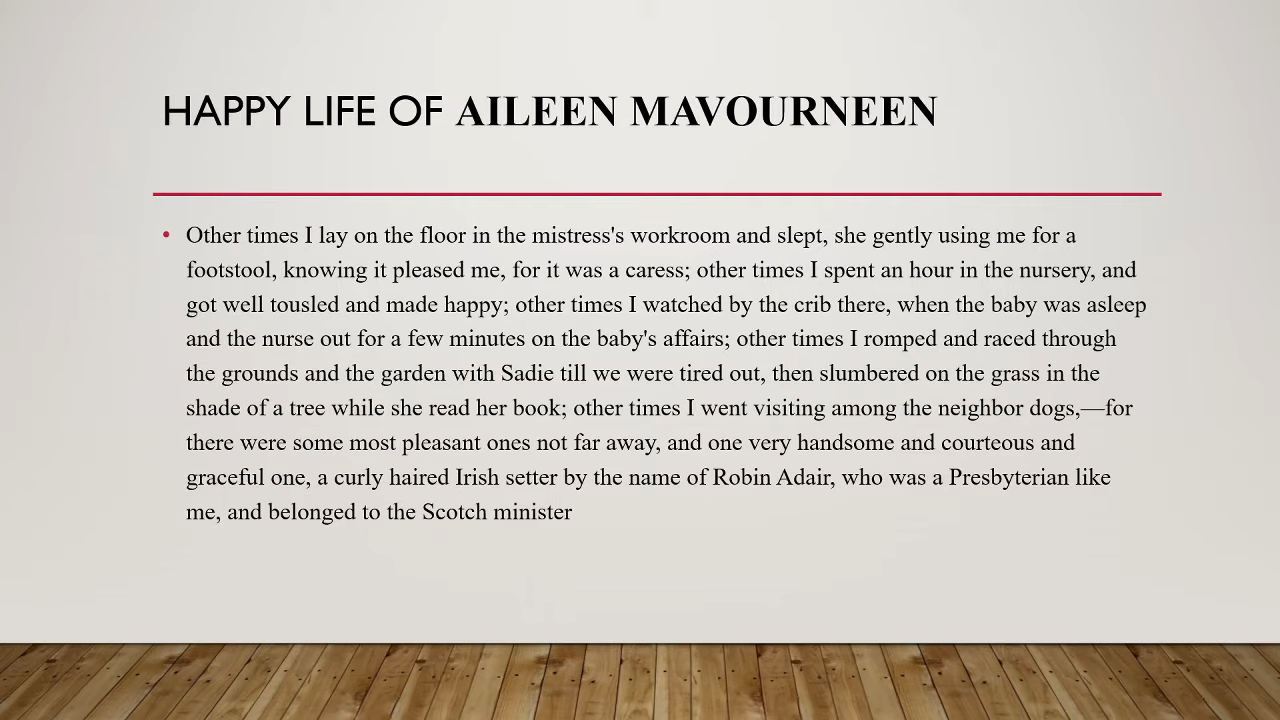 HAPPY LIFE OF AILEEN MAVOURNEEN
• Other times I lay on the floor in the mistress's workroom and slept, she gently using me for a
footstool, knowing it pleased me, for it was a caress; other times I spent an hour in the nursery, and
got well tousled and made happy; other times I watched by the crib there, when the baby was asleep
and the nurse out for a few minutes on the baby's affairs; other times I romped and raced through
the grounds and the garden with Sadie till we were tired out, then slumbered on the grass in the
shade of a tree while she read her book; other times I went visiting among the neighbor dogs,—for
there were some most pleasant ones not far away, and one very handsome and courteous and
graceful one, a curly haired Irish setter by the name of Robin Adair, who was a Presbyterian like
me, and belonged to the Scotch minister